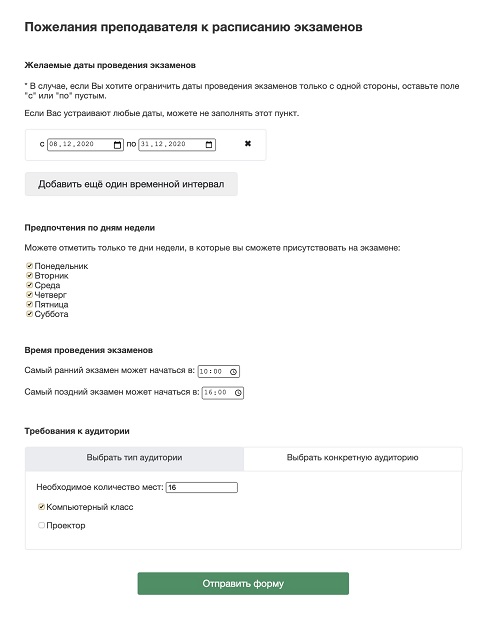 Пожелания преподавателя к расписанию экзаменов
Желаемые даты проведения экзаменов
* В случае, если Вы хотите ограничить даты проведения экзаменов только с одной стороны, оставьте поле
"с" или "по" пустым.
Если Вас устраивают любые даты, можете не заполнять этот пункт.
с 08.12.2020 по 31.12.2020 ✖
Добавить ещё один временной интервал
Предпочтения по дням недели
Можете отметить только те дни недели, в которые вы сможете присутствовать на экзамене:
Понедельник
Вторник
Среда
Четверг
Пятница
Суббота
Время проведения экзаменов
Самый ранний экзамен может начаться в: 10:00
Самый поздний экзамен может начаться в: 16:00
Требования к аудитории
Выбрать тип аудитории Выбрать конкретную аудиторию
Необходимое количество мест: 16
Компьютерный класс
Проектор
Отправить форму